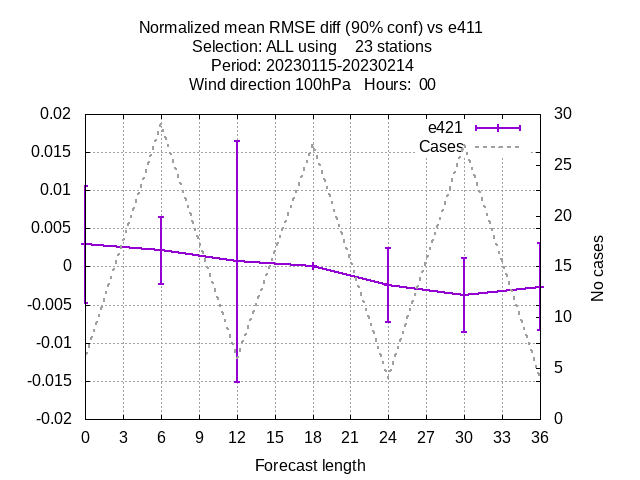 Normalized mean RMSE diff (90% conf) vs e411
Selection: ALL using    23 stations
Period: 20230115-20230214
Wind direction 100hPa   Hours:  00
e421
Cases
0.02
0.015
0.01
0.005
0
-0.005
-0.01
-0.015
-0.02
30
25
20
15
10
5
0
No cases
0 3 6 9 12 15 18 21 24 27 30 33 36
Forecast length